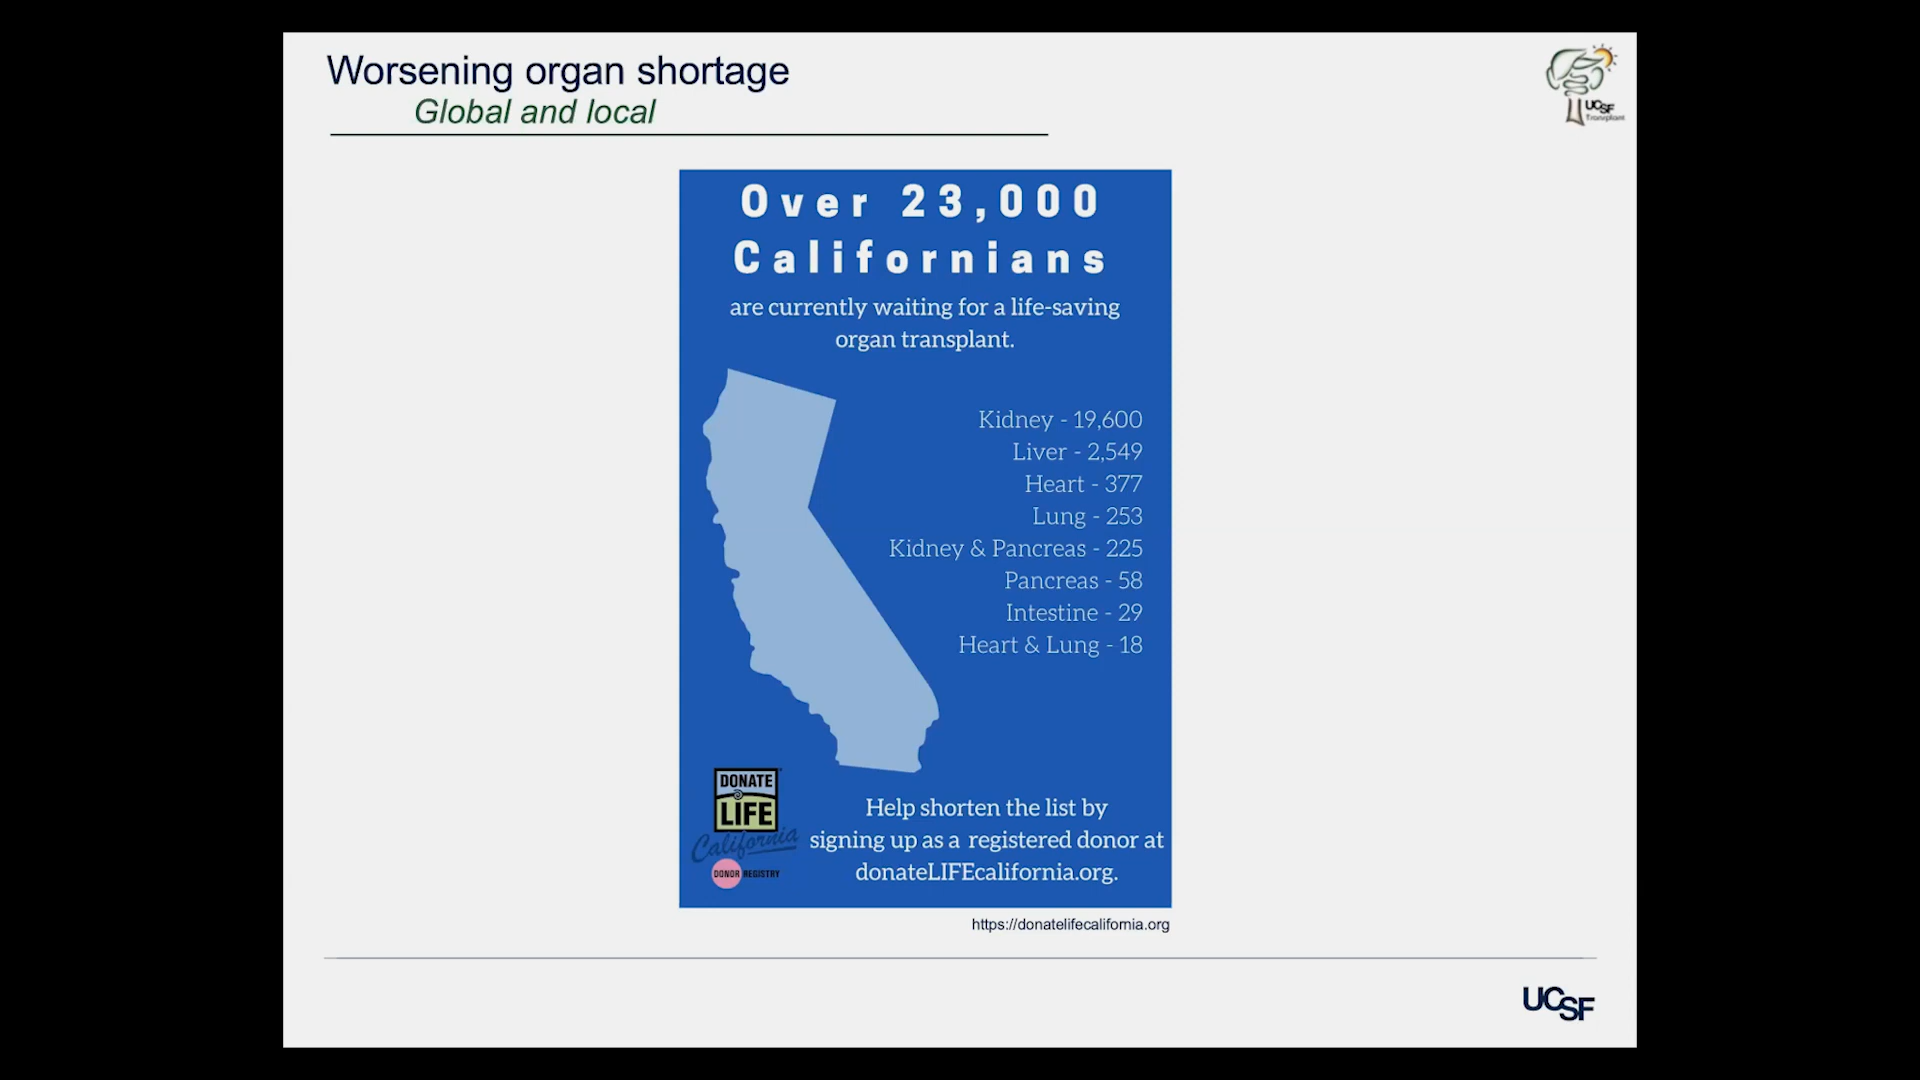 Worsening organ shortage
Global and local
UCSF
Transplant
Over 23,000
Californians
are currently waiting for a life-saving
organ transplant.
Kidney - 19,600
Liver - 2,549
Heart - 377
Lung - 253
Kidney & Pancreas - 225
Pancreas - 58
Intestine - 29
Heart & Lung - 18
DONATE
LIFE
California
DONOR REGISTRY
Help shorten the list by
signing up as a registered donor at
donateLIFEcalifornia.org.
https://donatelifecalifornia.org
UCSF